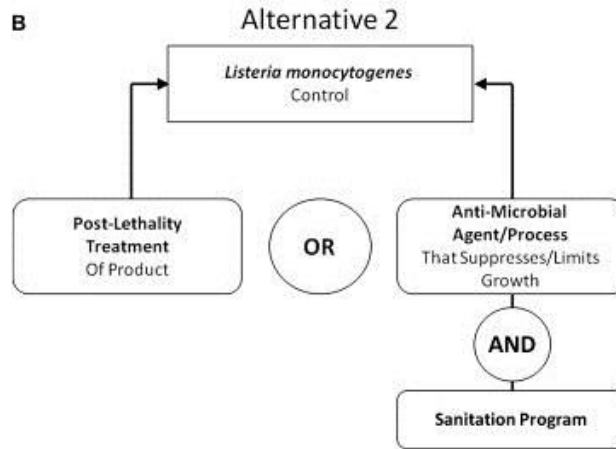 B
Alternative 2
Listeria monocytogenes
Control
Post-Lethality
Treatment
Of Product
OR
Anti-Microbial
Agent/Process
That Suppresses/Limits
Growth
AND
Sanitation Program